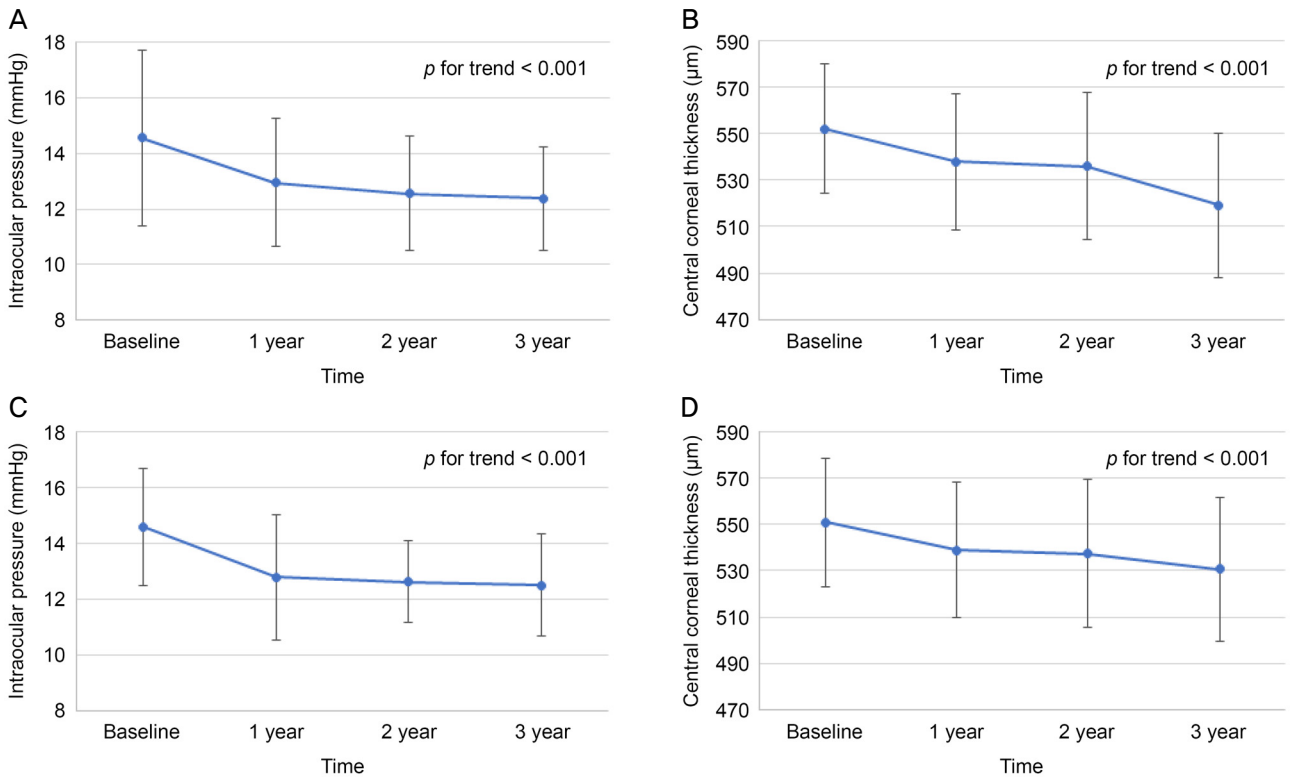 A
Intraocular pressure (mmHg)
18
16
14
12
10
8
p for trend < 0.001
Baseline 1 year 2 year 3 year
Time
B
Central corneal thickness (μm)
590
570
550
530
510
490
470
p for trend < 0.001
Baseline 1 year 2 year 3 year
Time
C
Intraocular pressure (mmHg)
18
16
14
12
10
8
p for trend < 0.001
Baseline 1 year 2 year 3 year
Time
D
Central corneal thickness (μm)
590
570
550
530
510
490
470
p for trend < 0.001
Baseline 1 year 2 year 3 year
Time